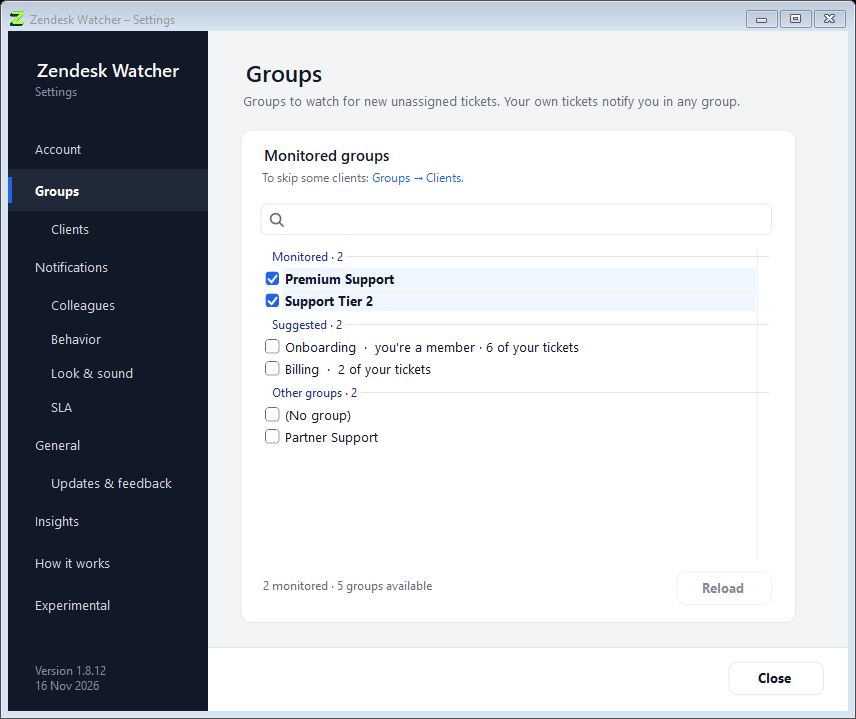 Zendesk Watcher – Settings
Zendesk Watcher
Settings
Account
Groups
Clients
Notifications
Colleagues
Behavior
Look & sound
SLA
General
Updates & feedback
Insights
How it works
Experimental
Version 1.8.12
16 Nov 2026
Groups
Groups to watch for new unassigned tickets. Your own tickets notify you in any group.
Monitored groups
To skip some clients: Groups → Clients.
Monitored · 2
Premium Support
Support Tier 2
Suggested · 2
Onboarding · you're a member · 6 of your tickets
Billing · 2 of your tickets
Other groups · 2
(No group)
Partner Support
2 monitored · 5 groups available
Reload
Close